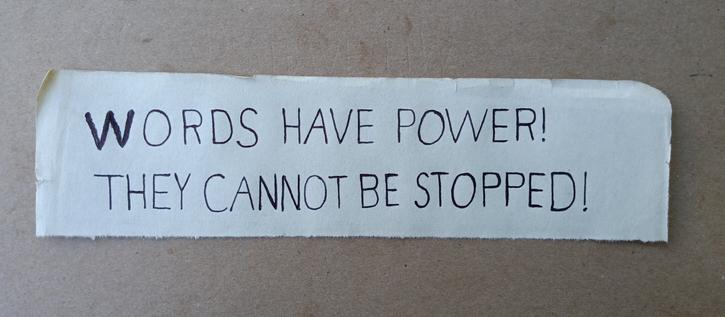 WORDS HAVE POWER!
THEY CANNOT BE STOPPED!